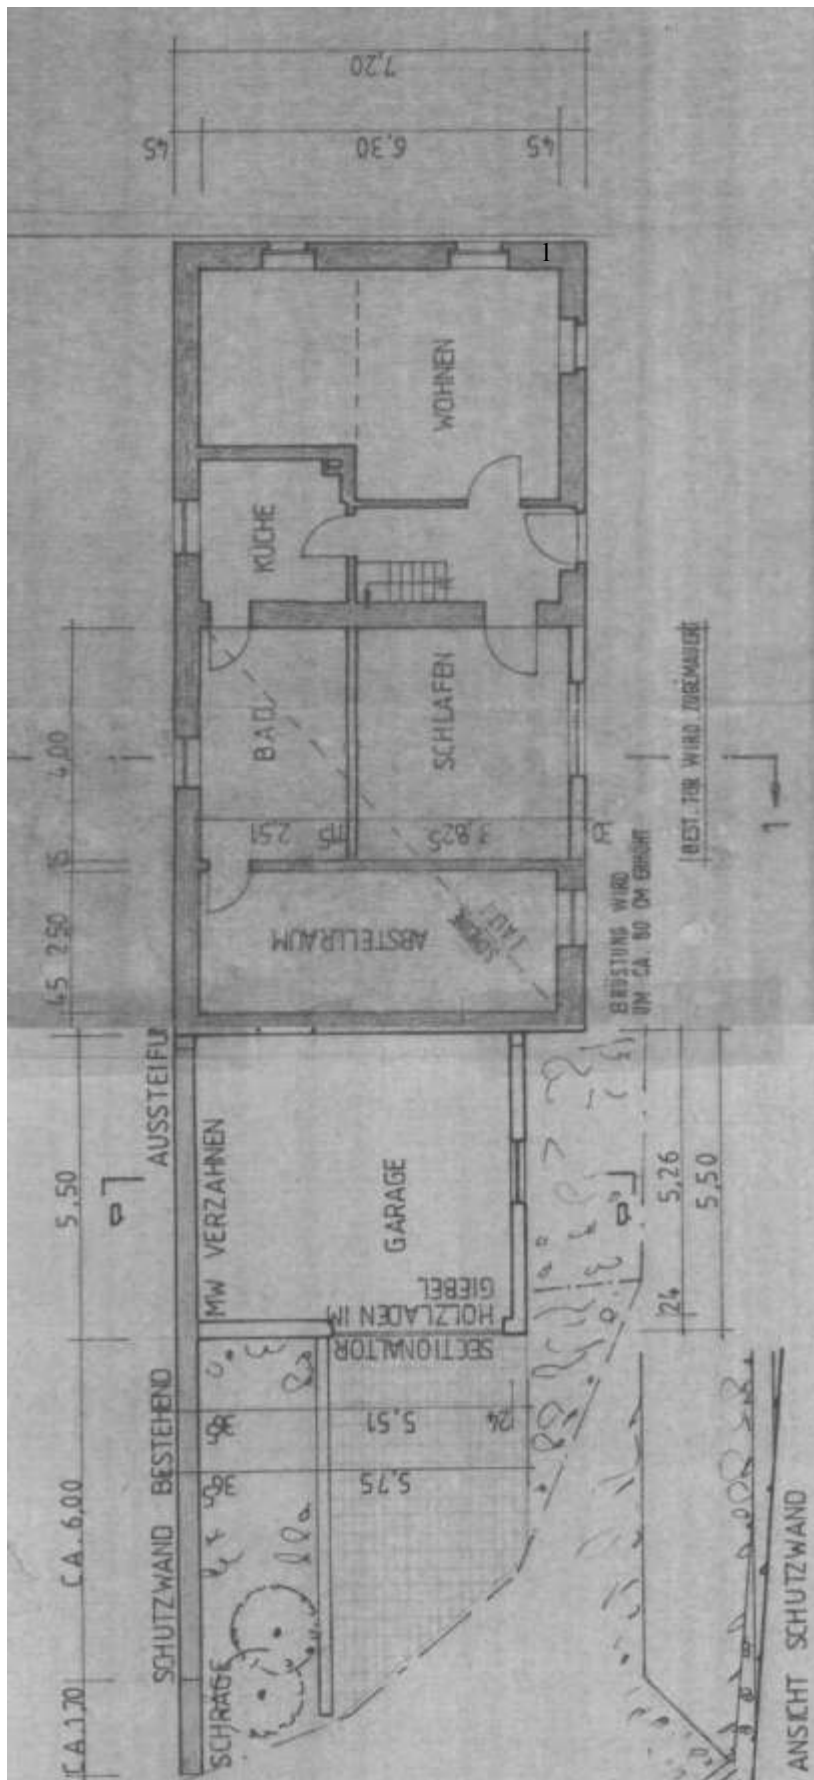 7,20
45
6,30
45
1
WOHNEN
KÜCHE
BAD
SCHLAFEN
4,00
2,51
15
3,825
15
BEST. TÜR WIRD ZUGEMAUERT
1
ABSTELLRAUM
2,50
45
BRÜSTUNG WIRD
UM CA. 80 CM ERHÖHT
AUSSTEIFU
MW VERZAHNEN
GARAGE
5,50
5,26
5,50
24
HOLZLADEN IM
GIEBEL
SECTIONALTOR
SCHUTZWAND BESTEHEND
5,51
24
5,75
CA. 6,00
SCHRÄGE
CA. 1,70
ANSICHT SCHUTZWAND